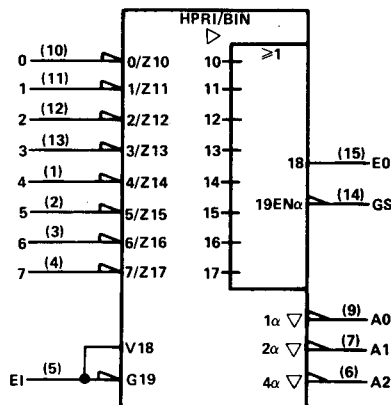 HPRI/BIN
▷
≥1
0 (10) 0/Z10 10
1 (11) 1/Z11 11
2 (12) 2/Z12 12
3 (13) 3/Z13 13
4 (1) 4/Z14 14
5 (2) 5/Z15 15
6 (3) 6/Z16 16
7 (4) 7/Z17 17
18 (15) E0
19ENα (14) GS
1α ▽ (9) A0
2α ▽ (7) A1
4α ▽ (6) A2
V18
EI (5) G19